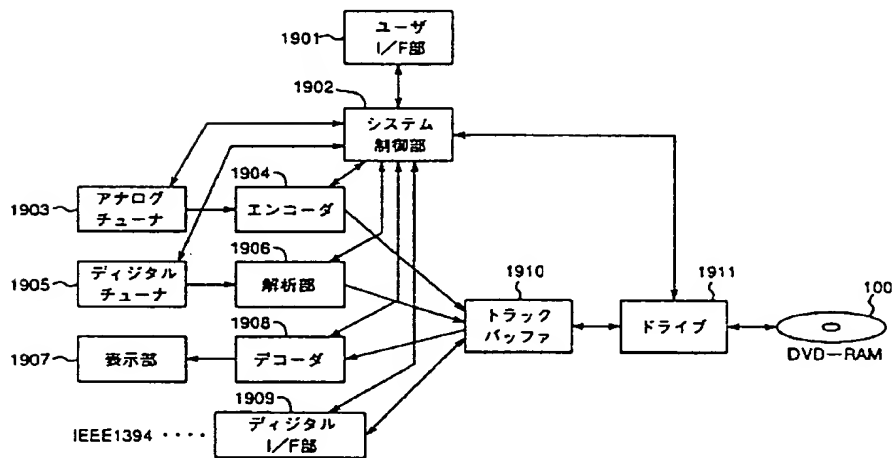 1901
ユーザ
I/F部
1902
システム
制御部
1903
アナログ
チューナ
1904
エンコーダ
1905
ディジタル
チューナ
1906
解析部
1907
表示部
1908
デコーダ
1909
IEEE1394 ････
ディジタル
I/F部
1910
トラック
バッファ
1911
ドライブ
100
DVD－RAM